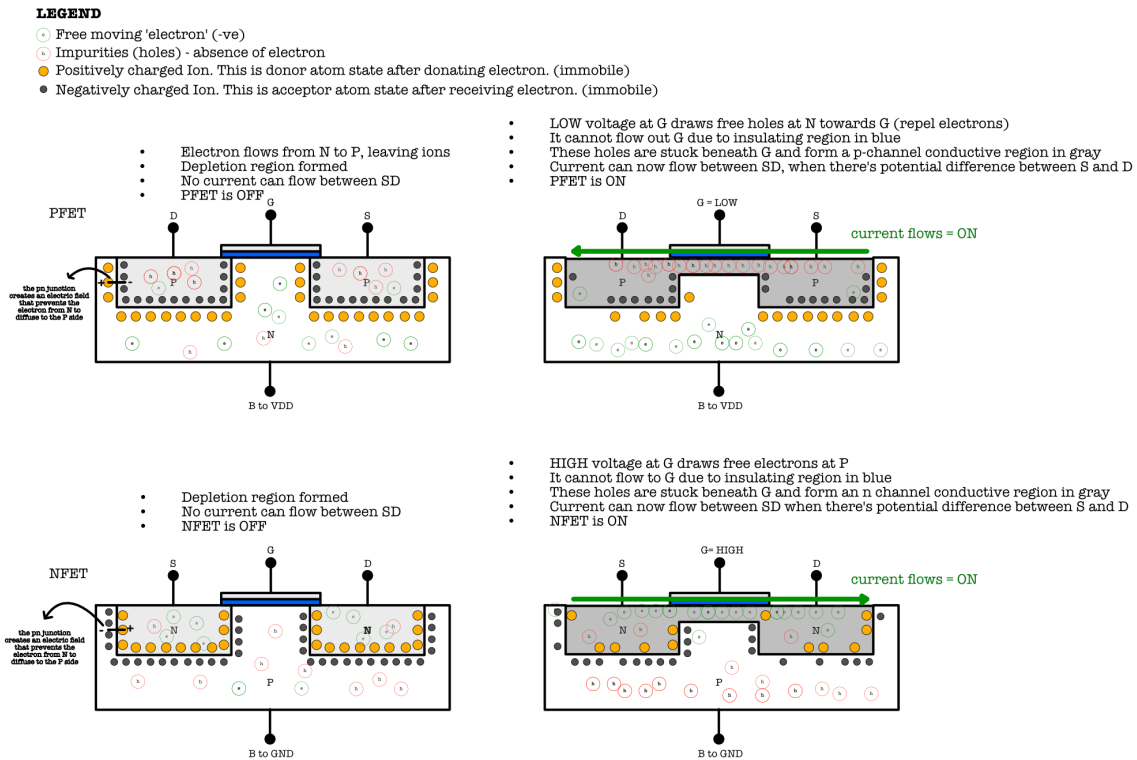 LEGEND
Free moving 'electron' (-ve)
Impurities (holes) - absence of electron
Positively charged Ion. This is donor atom state after donating electron. (immobile)
Negatively charged Ion. This is acceptor atom state after receiving electron. (immobile)
• Electron flows from N to P, leaving ions
• Depletion region formed
• No current can flow between SD
• PFET is OFF
• LOW voltage at G draws free holes at N towards G (repel electrons)
• It cannot flow out G due to insulating region in blue
• These holes are stuck beneath G and form a p-channel conductive region in gray
• Current can now flow between SD, when there's potential difference between S and D
• PFET is ON
PFET
D
G
S
the pn junction
creates an electric field
that prevents the
electron from N to
diffuse to the P side
+
-
P
P
N
B to VDD
G = LOW
D
S
current flows = ON
P
P
N
B to VDD
• Depletion region formed
• No current can flow between SD
• NFET is OFF
• HIGH voltage at G draws free electrons at P
• It cannot flow to G due to insulating region in blue
• These holes are stuck beneath G and form an n channel conductive region in gray
• Current can now flow between SD when there's potential difference between S and D
• NFET is ON
NFET
S
G
D
the pn junction
creates an electric field
that prevents the
electron from N to
diffuse to the P side
-
+
N
N
P
B to GND
G= HIGH
S
D
current flows = ON
N
N
P
B to GND